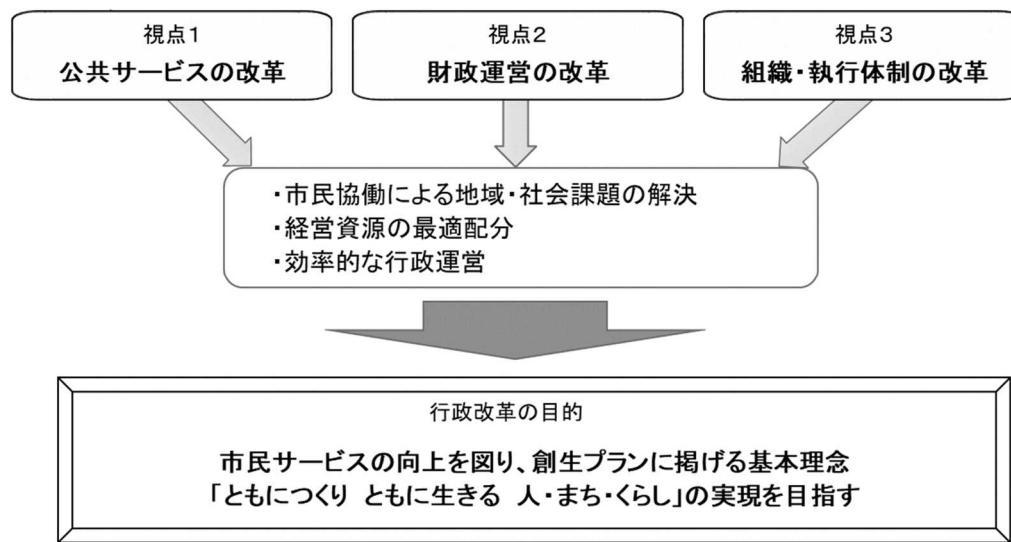 視点1
公共サービスの改革
視点2
財政運営の改革
視点3
組織・執行体制の改革
・市民協働による地域・社会課題の解決
・経営資源の最適配分
・効率的な行政運営
行政改革の目的
市民サービスの向上を図り、創生プランに掲げる基本理念
「ともにつくり ともに生きる 人・まち・くらし」の実現を目指す